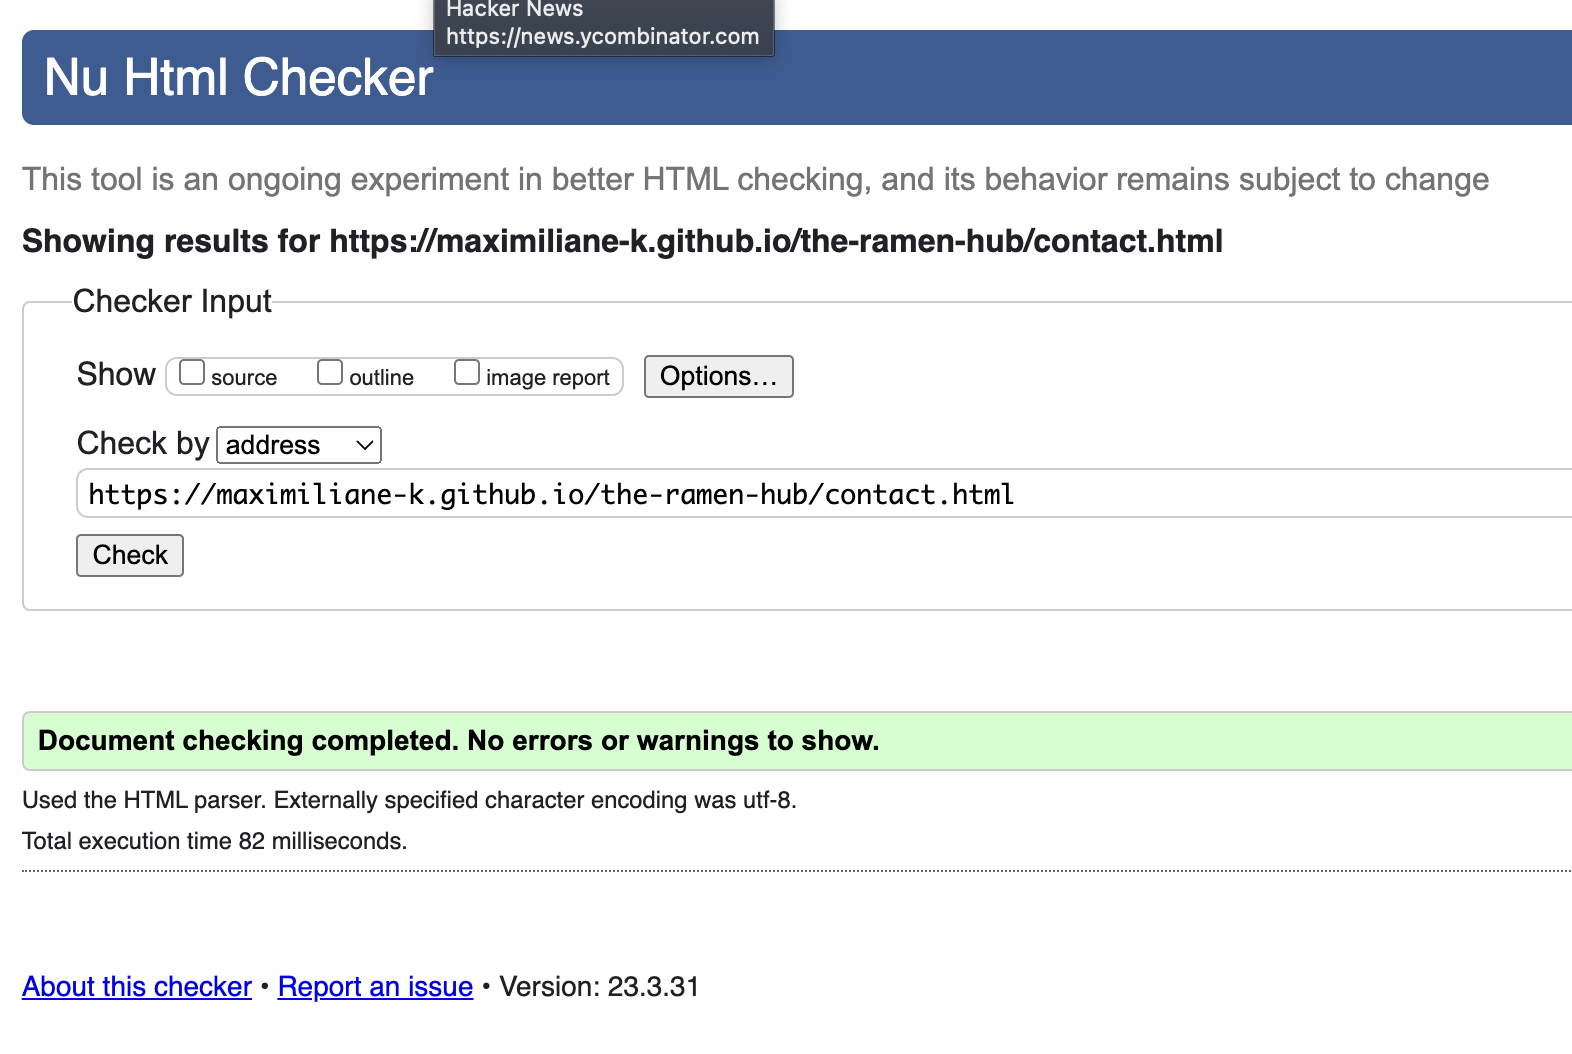 Hacker News
https://news.ycombinator.com
Nu Html Checker
This tool is an ongoing experiment in better HTML checking, and its behavior remains subject to change
Showing results for https://maximiliane-k.github.io/the-ramen-hub/contact.html
Checker Input
Show source outline image report Options...
Check by address
https://maximiliane-k.github.io/the-ramen-hub/contact.html
Check
Document checking completed. No errors or warnings to show.
Used the HTML parser. Externally specified character encoding was utf-8.
Total execution time 82 milliseconds.
About this checker • Report an issue • Version: 23.3.31